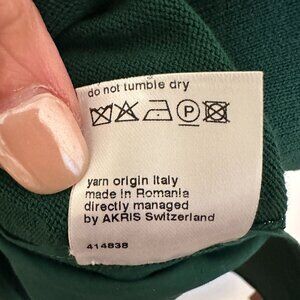 do not tumble dry
P
yarn origin Italy
made in Romania
directly managed
by AKRIS Switzerland
414838